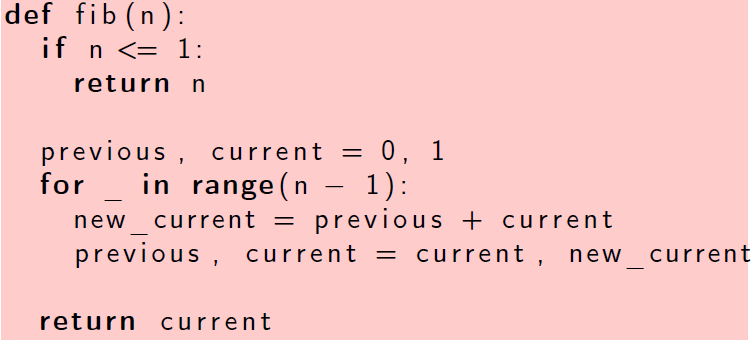 def fib(n):
  if n <= 1:
    return n

  previous, current = 0, 1
  for _ in range(n - 1):
    new_current = previous + current
    previous, current = current, new_current

  return current